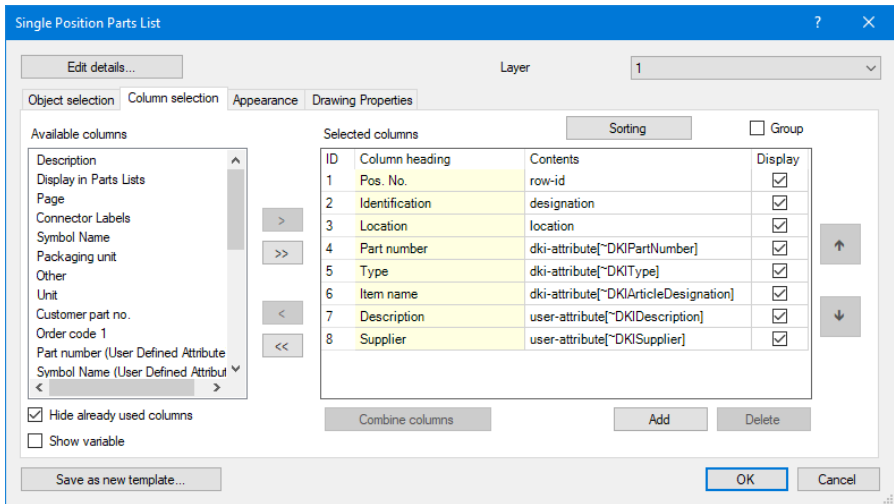 Single Position Parts List
Edit details...
Layer
1
Object selection
Column selection
Appearance
Drawing Properties
Available columns
Description
Display in Parts Lists
Page
Connector Labels
Symbol Name
Packaging unit
Other
Unit
Customer part no.
Order code 1
Part number (User Defined Attribute
Symbol Name (User Defined Attribut
>
>>
<
<<
Hide already used columns
Show variable
Selected columns
Sorting
Group
ID Column heading Contents Display
1 Pos. No. row-id
2 Identification designation
3 Location location
4 Part number dki-attribute[~DKIPartNumber]
5 Type dki-attribute[~DKIType]
6 Item name dki-attribute[~DKIArticleDesignation]
7 Description user-attribute[~DKIDescription]
8 Supplier user-attribute[~DKISupplier]
Combine columns
Add
Delete
Save as new template...
OK
Cancel